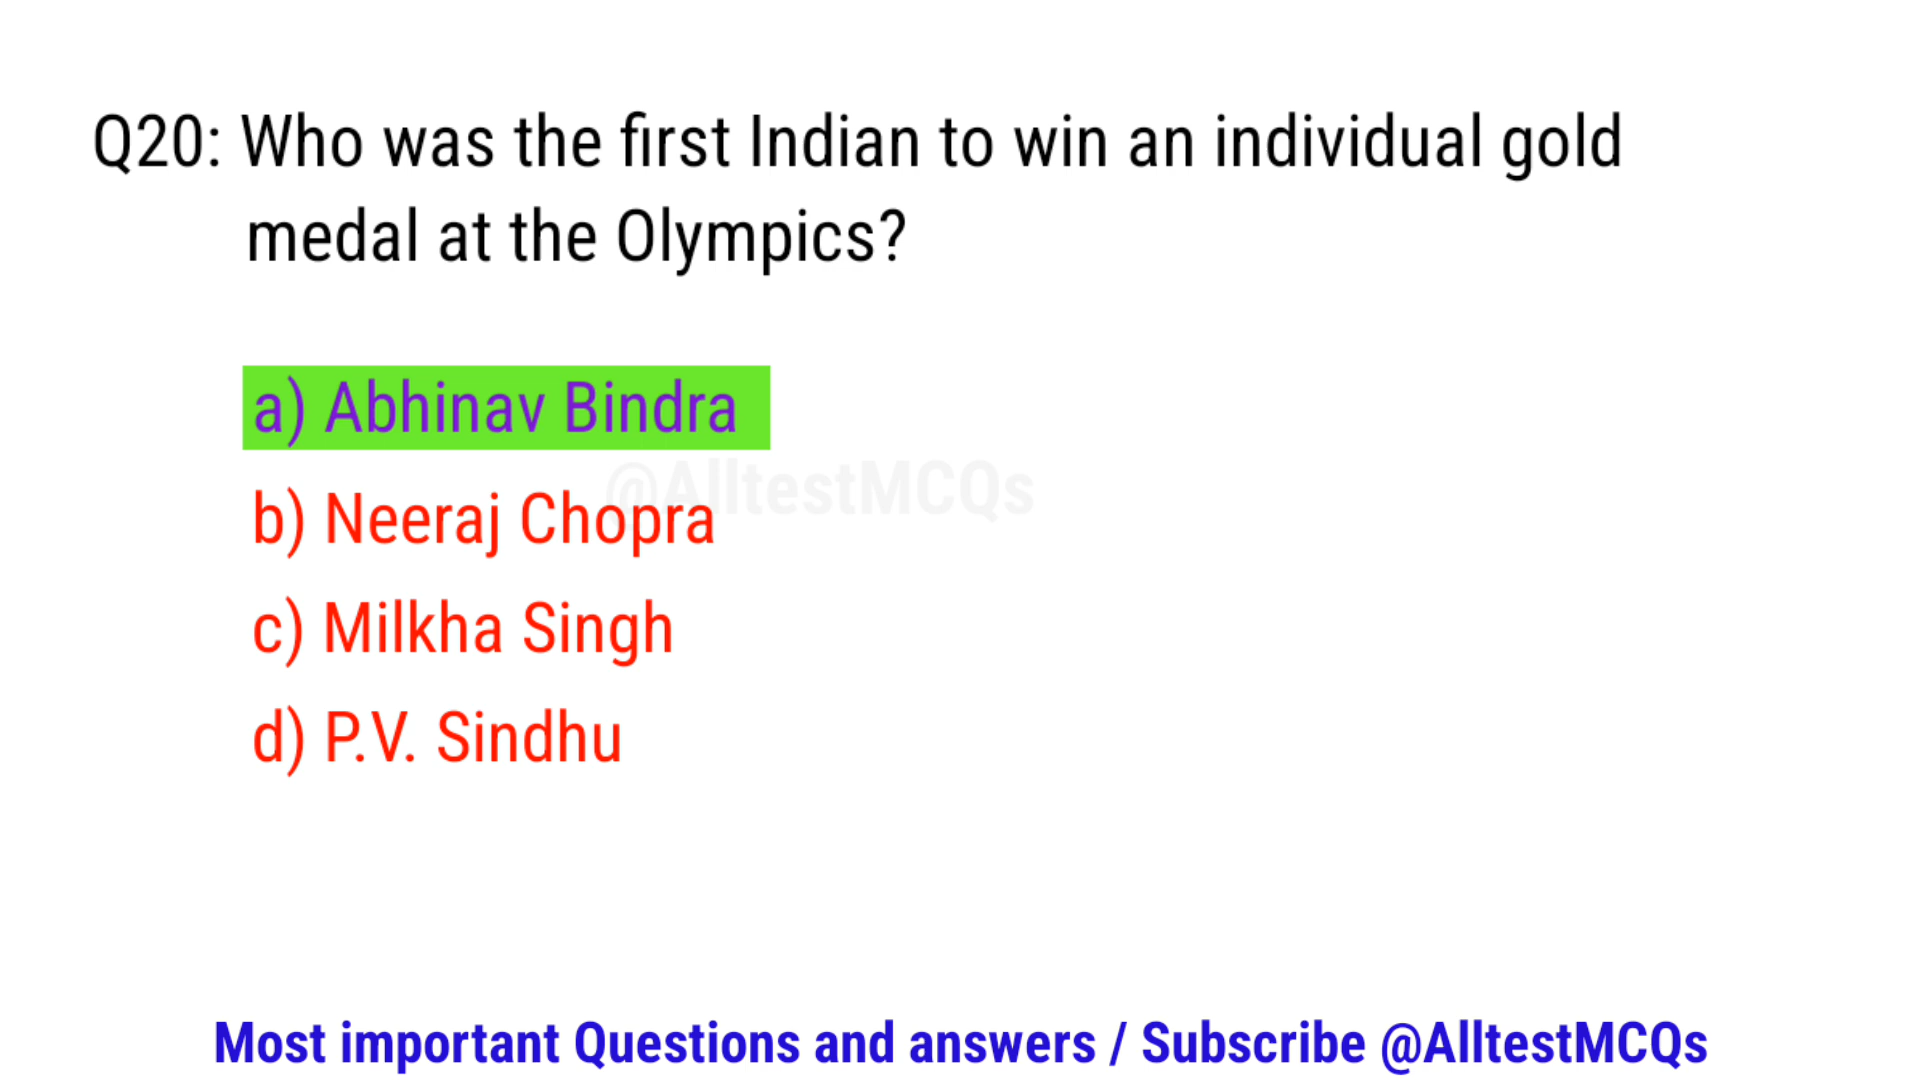 Q20: Who was the first Indian to win an individual gold
medal at the Olympics?
a) Abhinav Bindra
@AlltestMCQs
b) Neeraj Chopra
c) Milkha Singh
d) P.V. Sindhu
Most important Questions and answers / Subscribe @AlltestMCQs